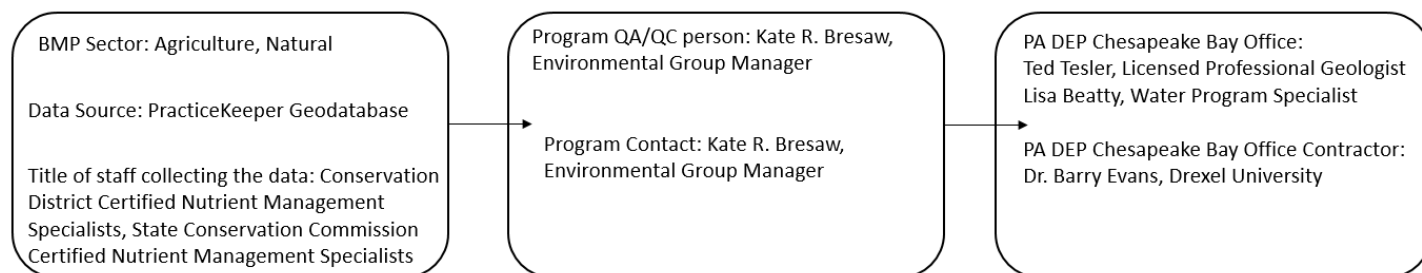 BMP Sector: Agriculture, Natural
Data Source: PracticeKeeper Geodatabase
Title of staff collecting the data: Conservation
District Certified Nutrient Management
Specialists, State Conservation Commission
Certified Nutrient Management Specialists
Program QA/QC person: Kate R. Bresaw,
Environmental Group Manager
Program Contact: Kate R. Bresaw,
Environmental Group Manager
PA DEP Chesapeake Bay Office:
Ted Tesler, Licensed Professional Geologist
Lisa Beatty, Water Program Specialist
PA DEP Chesapeake Bay Office Contractor:
Dr. Barry Evans, Drexel University